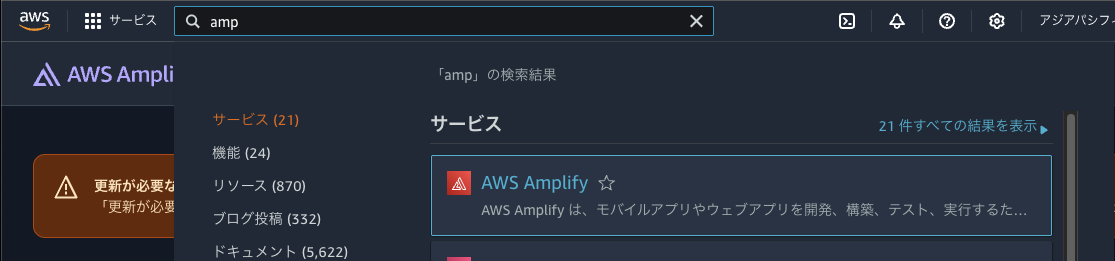 aws サービス amp アジアパシフィ
AWS Ampli
「amp」の検索結果
サービス (21)
機能 (24)
リソース (870)
ブログ投稿 (332)
ドキュメント (5,622)
サービス 21 件すべての結果を表示
AWS Amplify
AWS Amplify は、モバイルアプリやウェブアプリを開発、構築、テスト、実行するた...
更新が必要な
「更新が必要